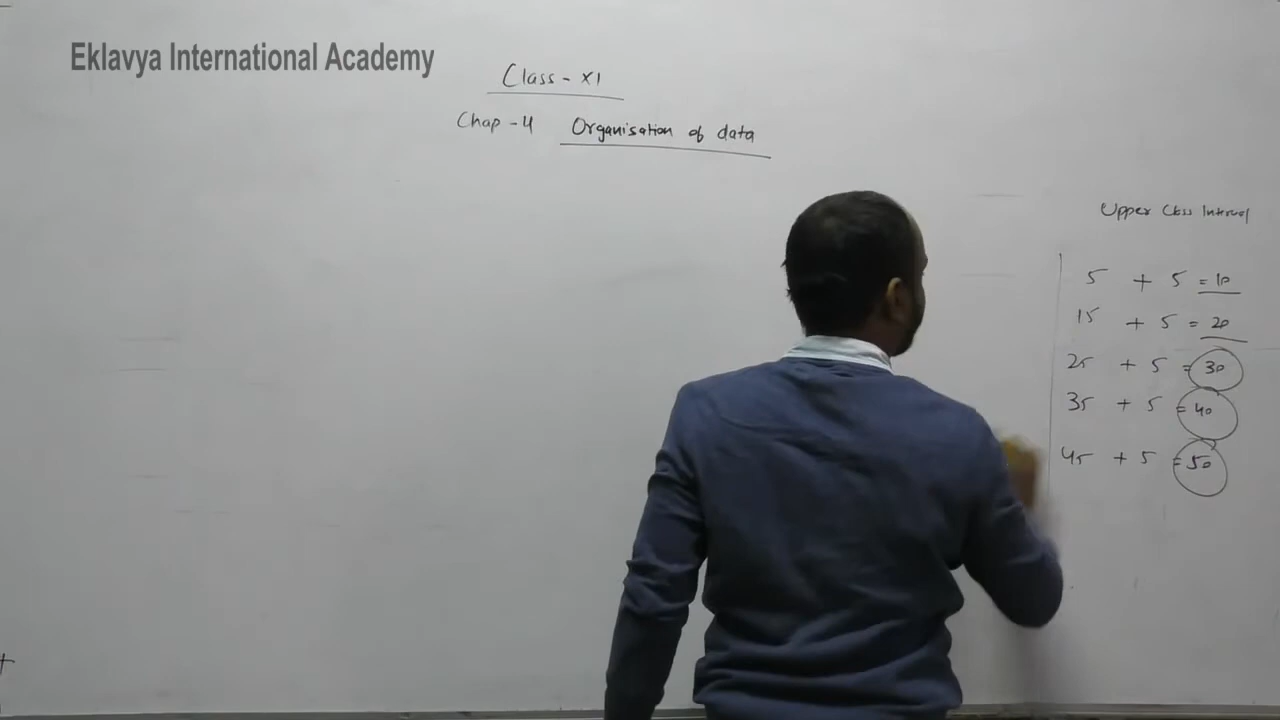 Eklavya International Academy
Class - XI
Chap - 4 Organisation of data
Upper Class Interval
5 + 5 = 10
15 + 5 = 20
25 + 5 = 30
35 + 5 = 40
45 + 5 = 50